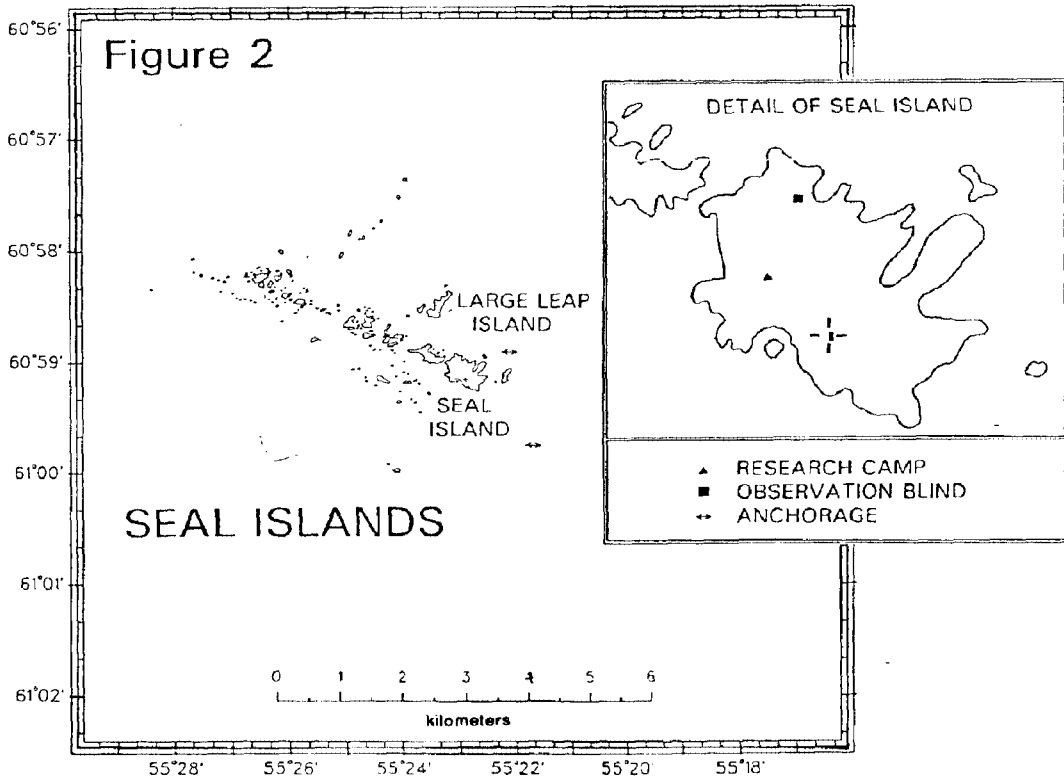 Figure 2
60°56'
60°57'
60°58'
60°59'
61°00'
61°01'
61°02'
DETAIL OF SEAL ISLAND
LARGE LEAP
ISLAND
SEAL
ISLAND
SEAL ISLANDS
▲ RESEARCH CAMP
■ OBSERVATION BLIND
↔ ANCHORAGE
0 1 2 3 4 5 6
kilometers
55°28' 55°26' 55°24' 55°22' 55°20' 55°18'